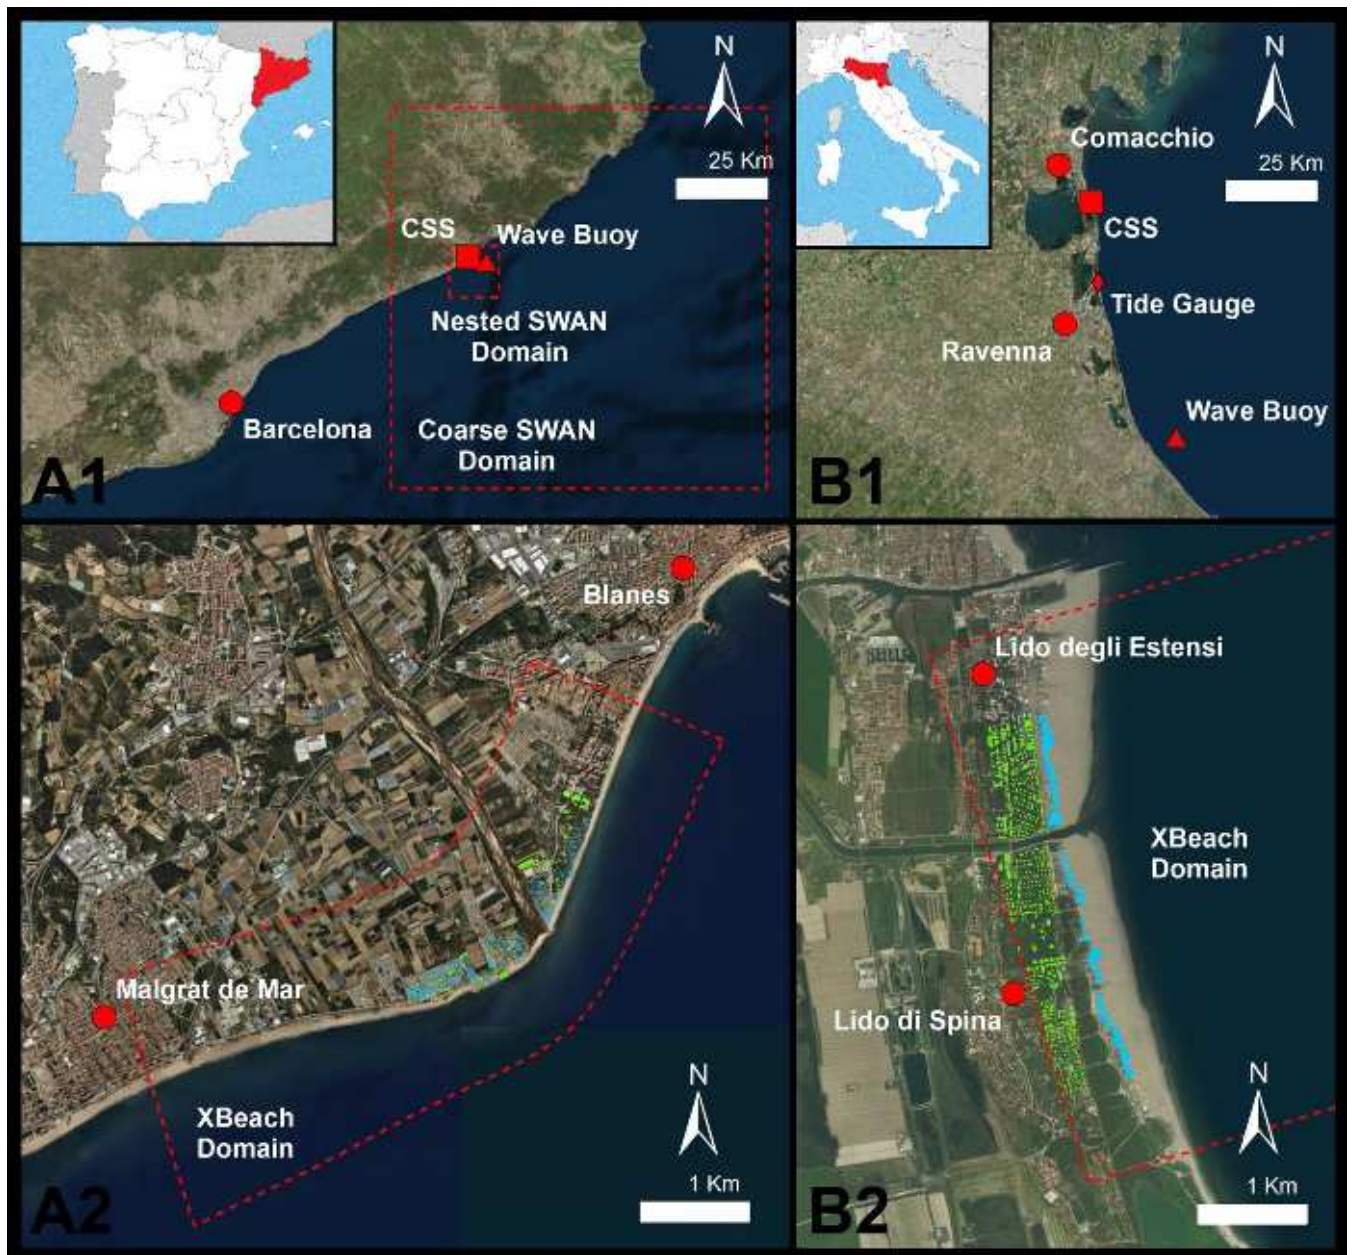 N
25 Km
CSS
Wave Buoy
Nested SWAN
Domain
Barcelona
Coarse SWAN
Domain
A1
N
Comacchio
25 Km
CSS
Tide Gauge
Ravenna
Wave Buoy
B1
Blanes
Malgrat de Mar
XBeach
Domain
N
1 Km
A2
Lido degli Estensi
XBeach
Domain
Lido di Spina
N
1 Km
B2